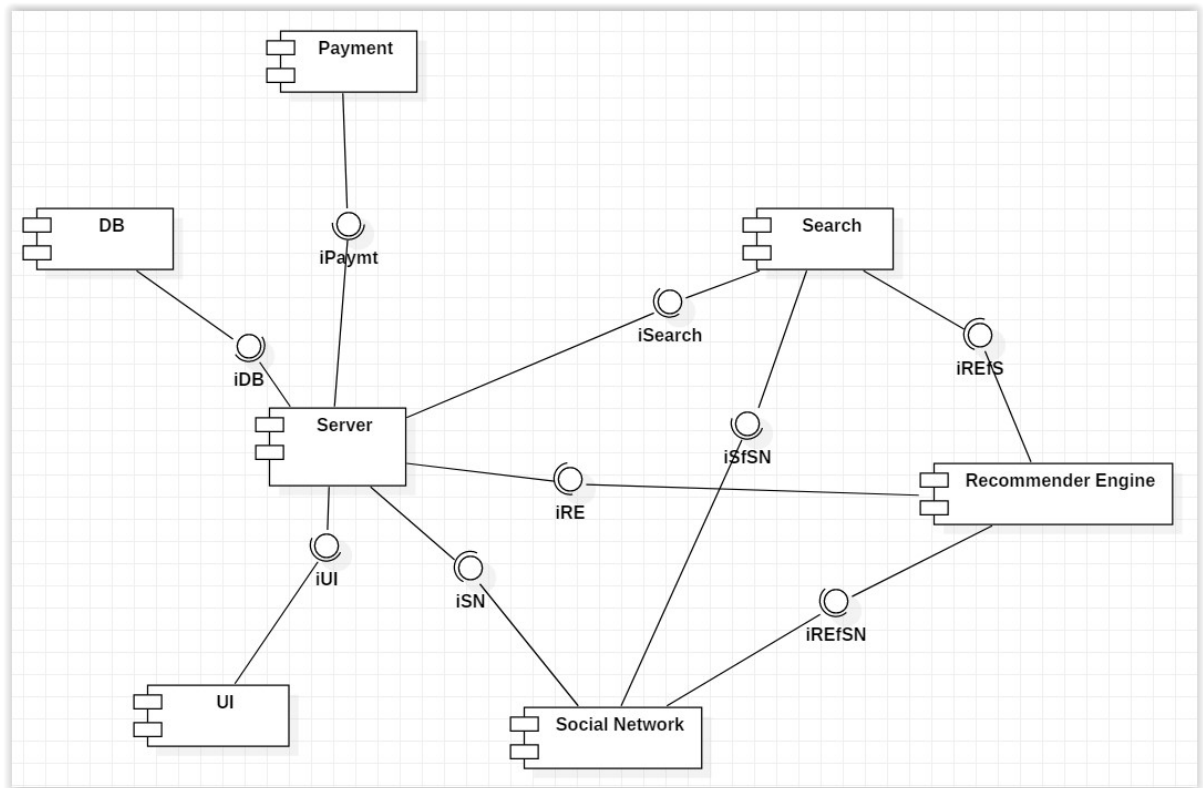 Payment
DB
iPaymt
Search
iSearch
iREfS
iDB
Server
iSfSN
iRE
Recommender Engine
iUI
iSN
iREfSN
UI
Social Network